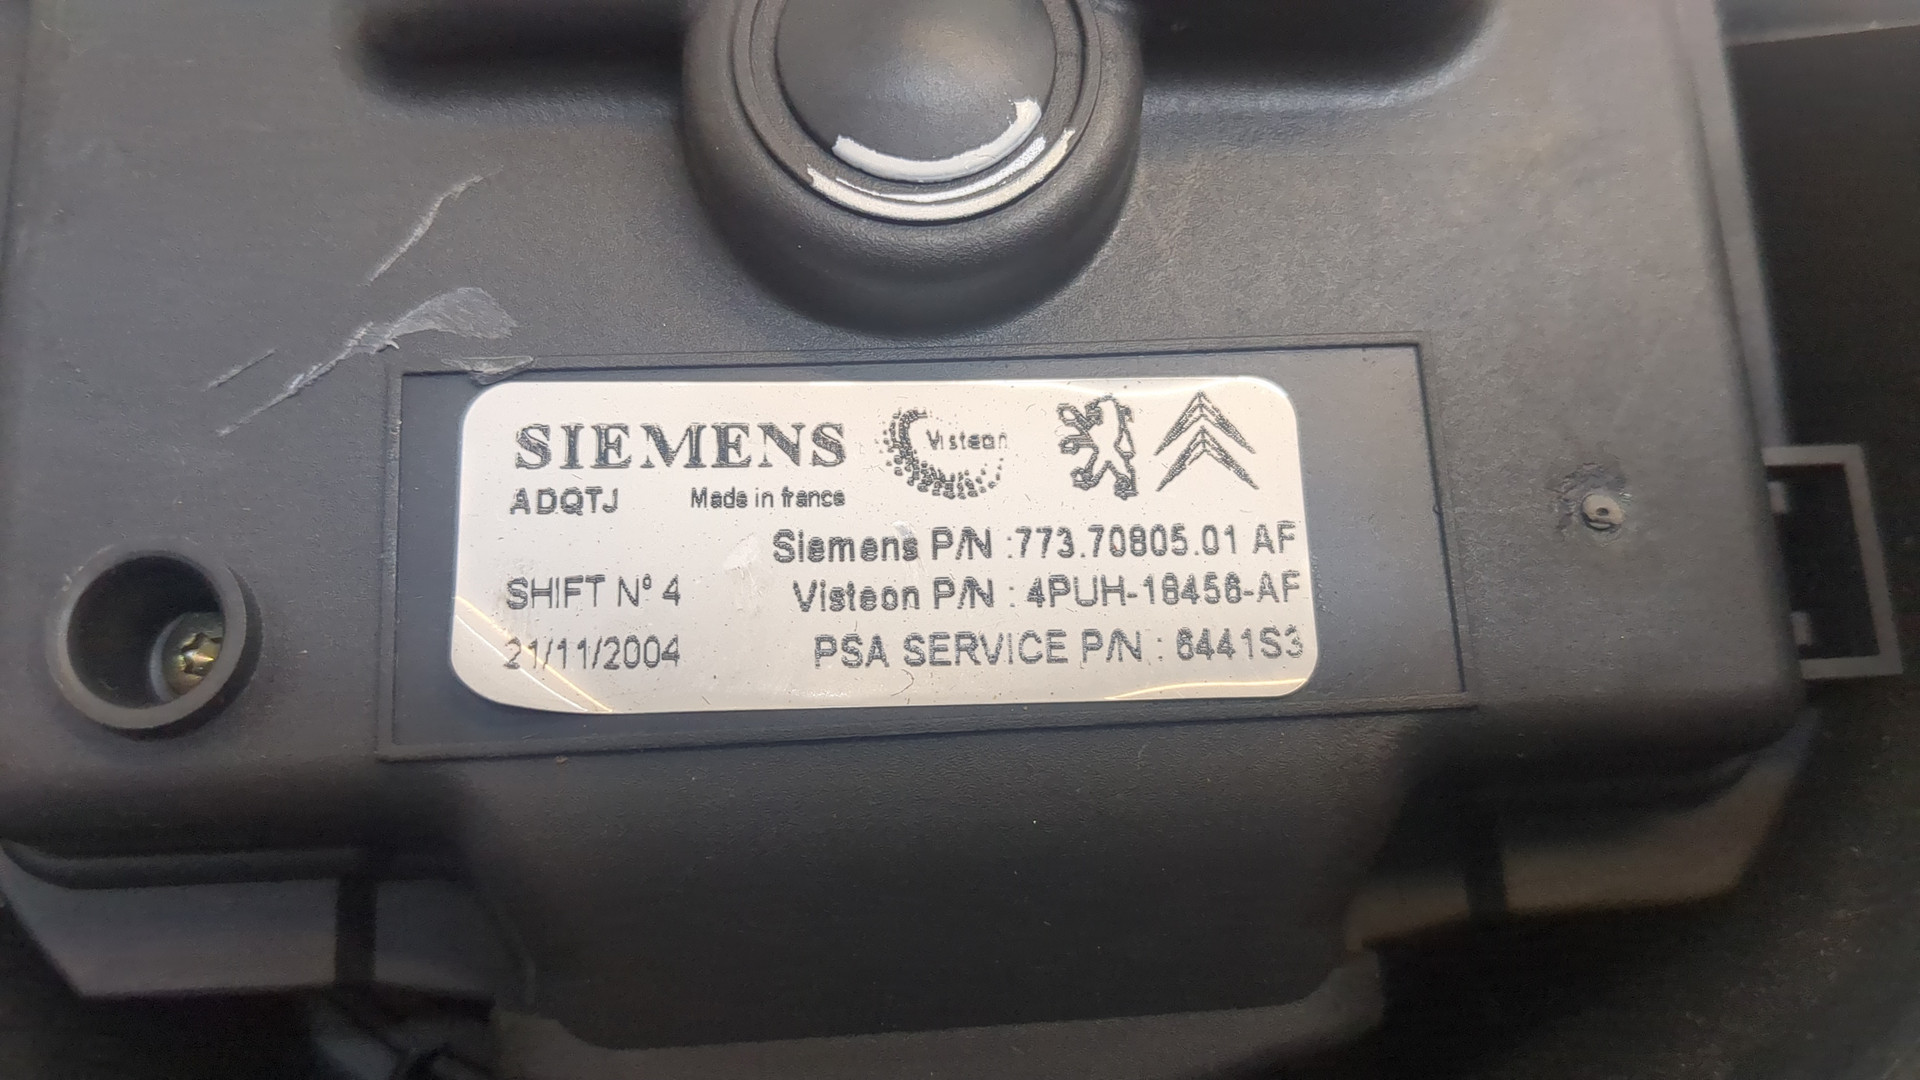 SIEMENS Visteon
ADQTJ Made in france
Siemens P/N :773.70805.01 AF
SHIFT Nº 4 Visteon P/N : 4PUH-18456-AF
21/11/2004 PSA SERVICE P/N : 6441S3